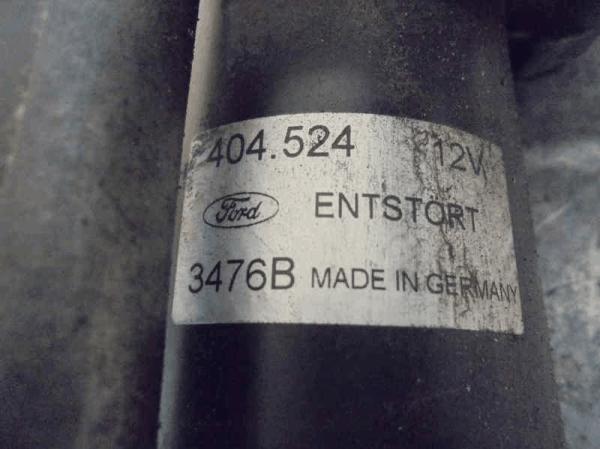 404.524 12V
Ford ENTSTORT
3476B MADE IN GERMANY